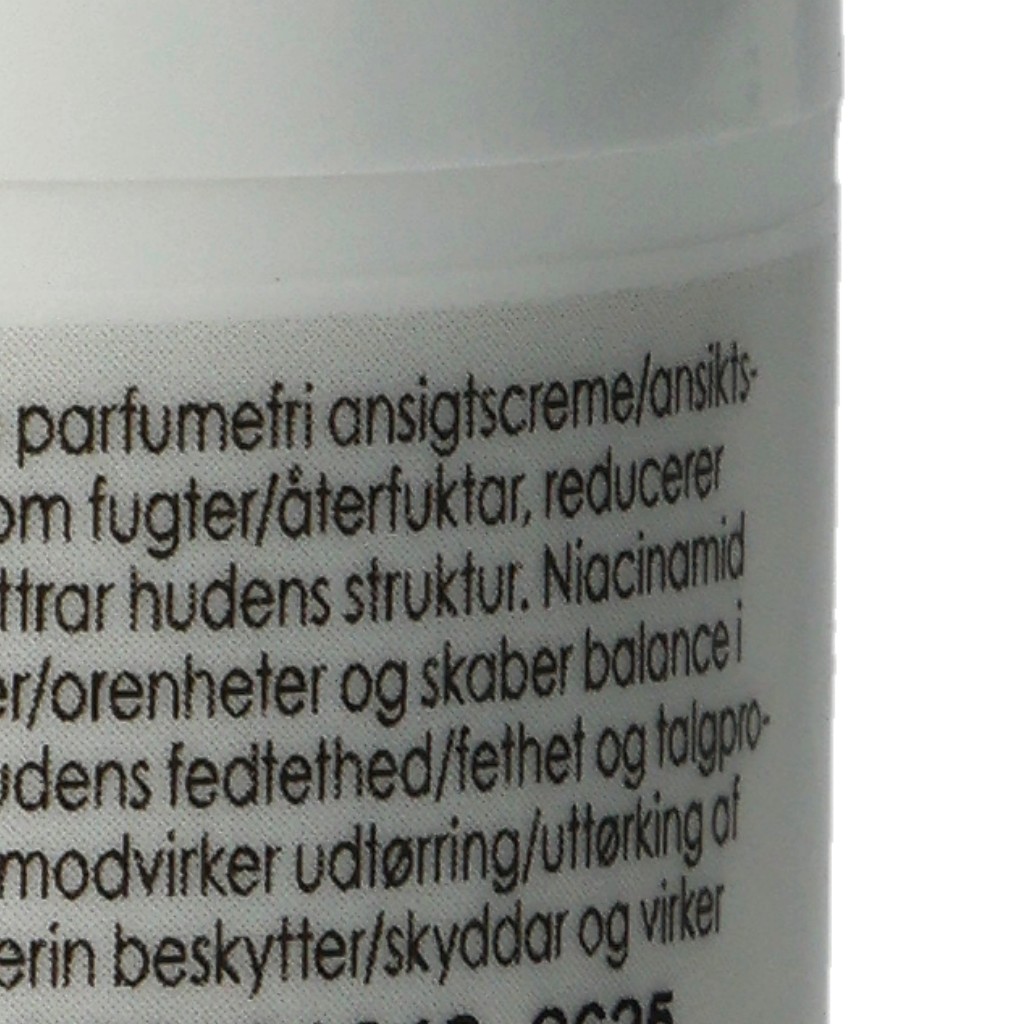 parfumefri ansigtscreme/ansikts-
om fugter/återfuktar, reducerer
ttrar hudens struktur. Niacinamid
er/orenheter og skaber balance i
udens fedtethed/fethet og talgpro-
modvirker udtørring/uttørking af
erin beskytter/skyddar og virker